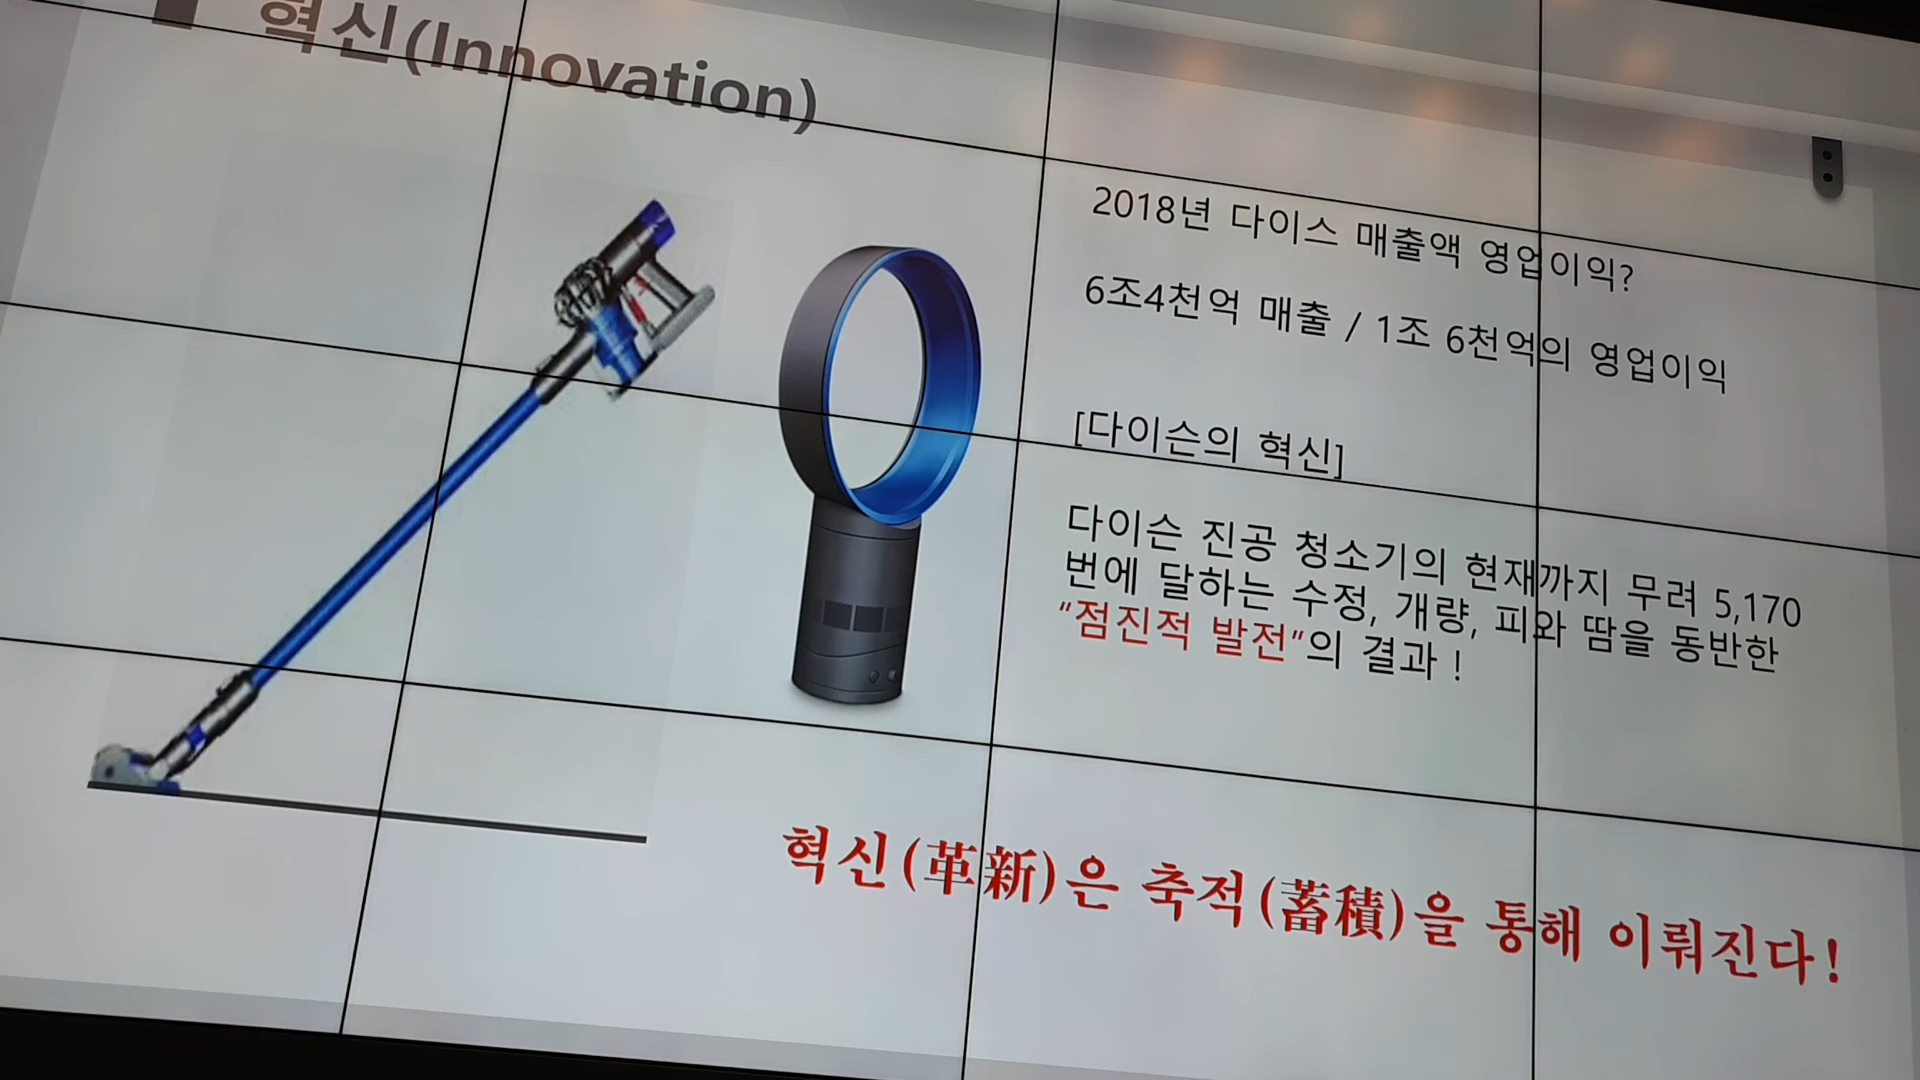 혁신(Innovation)
2018년 다이스 매출액 영업이익?
6조4천억 매출 / 1조 6천억의 영업이익
[다이슨의 혁신]
다이슨 진공 청소기의 현재까지 무려 5,170
번에 달하는 수정, 개량, 피와 땀을 동반한
“점진적 발전”의 결과 !
혁신(革新)은 축적(蓄積)을 통해 이뤄진다!